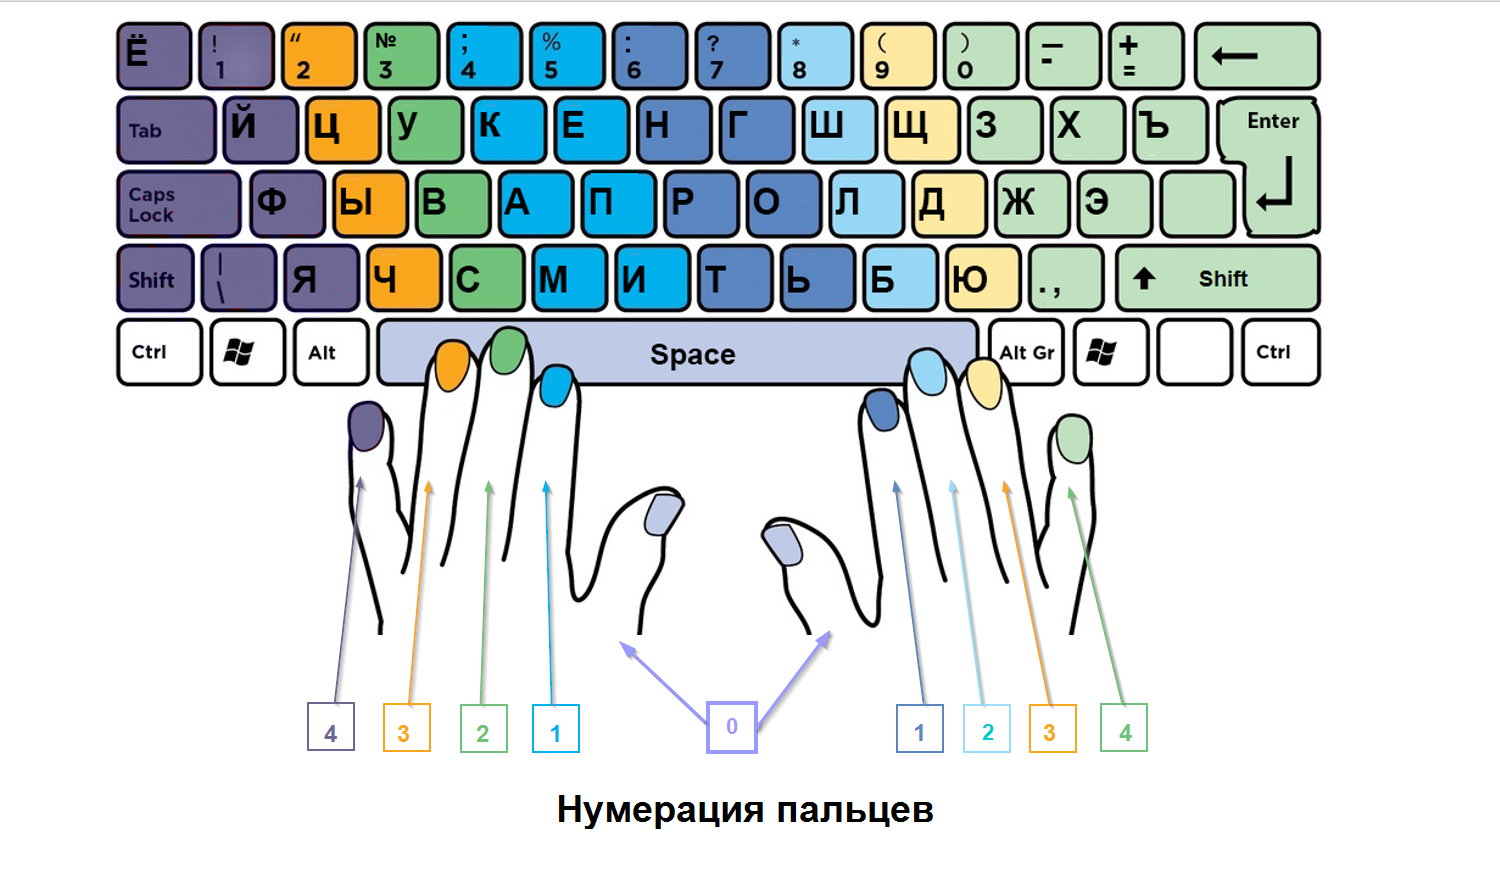 Ё ! 1 “ 2 № 3 ; 4 % 5 : 6 ? 7 * 8 ( 9 ) 0 — - + =
Tab Й Ц У К Е Н Г Ш Щ З Х Ъ Enter
Caps Lock Ф Ы В А П Р О Л Д Ж Э
Shift | \ Я Ч С М И Т Ь Б Ю . , Shift
Ctrl Alt Space Alt Gr Ctrl
4 3 2 1 0 1 2 3 4
Нумерация пальцев